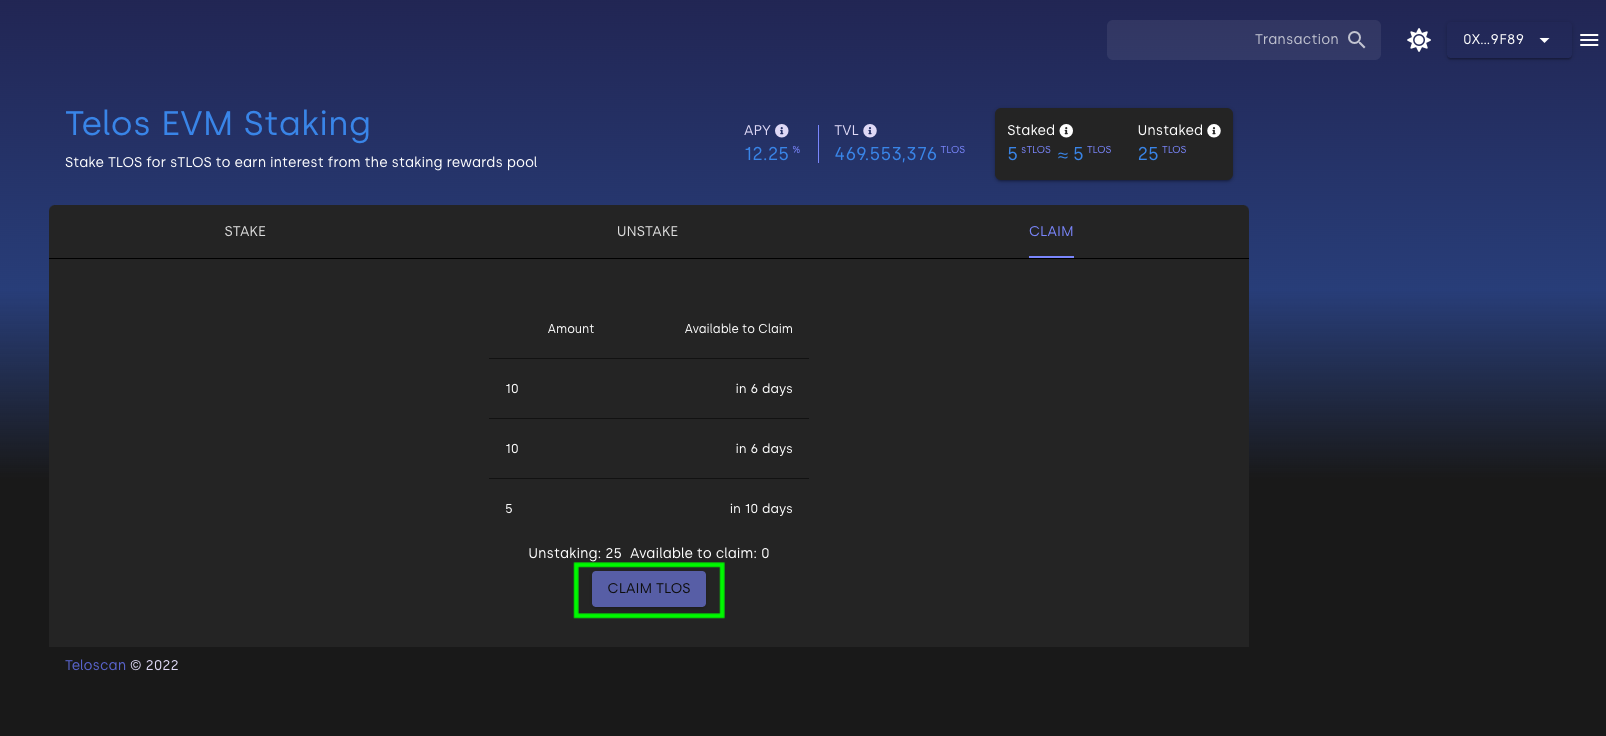 Transaction
0X...9F89
Telos EVM Staking
Stake TLOS for sTLOS to earn interest from the staking rewards pool
APY
12.25 %
TVL
469.553,376 TLOS
Staked
5 sTLOS ≈ 5 TLOS
Unstaked
25 TLOS
STAKE UNSTAKE CLAIM
Amount Available to Claim
10 in 6 days
10 in 6 days
5 in 10 days
Unstaking: 25 Available to claim: 0
CLAIM TLOS
Teloscan © 2022